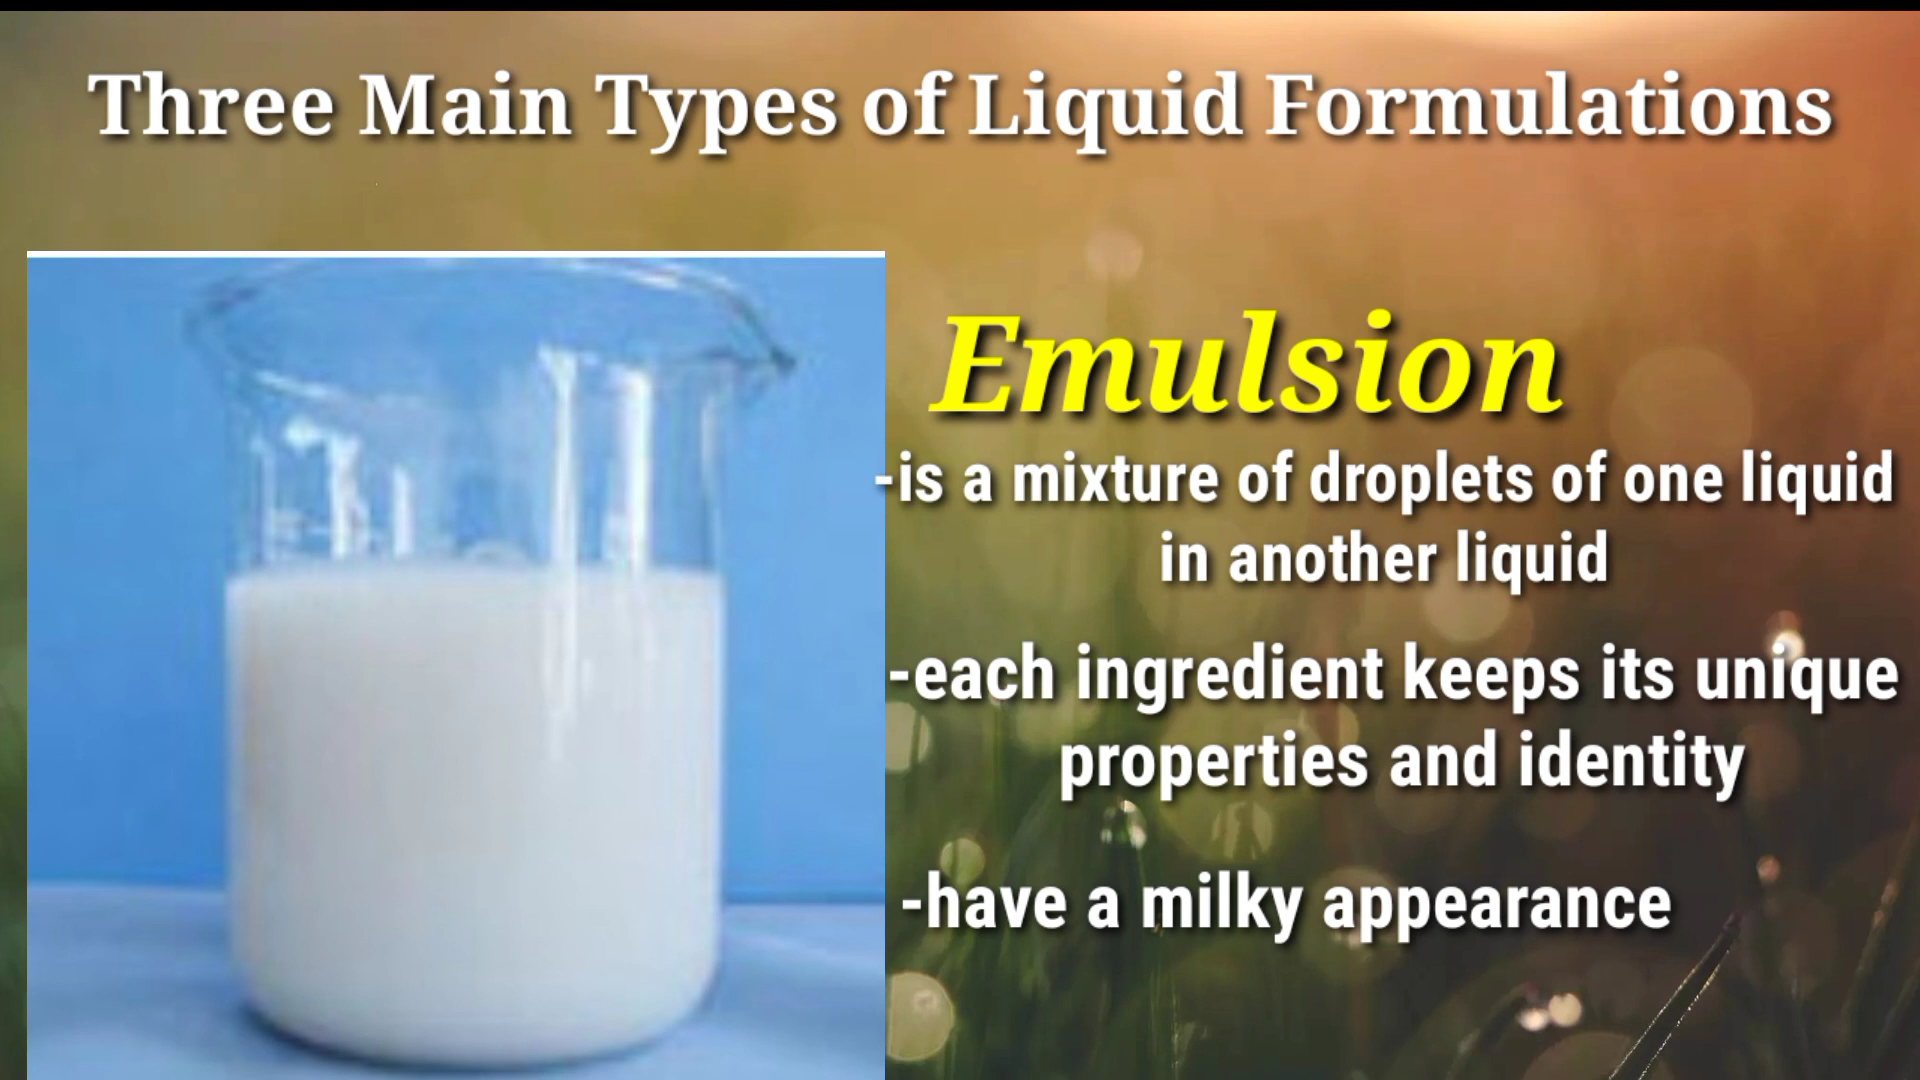 Three Main Types of Liquid Formulations
Emulsion
-is a mixture of droplets of one liquid
in another liquid
-each ingredient keeps its unique
properties and identity
-have a milky appearance